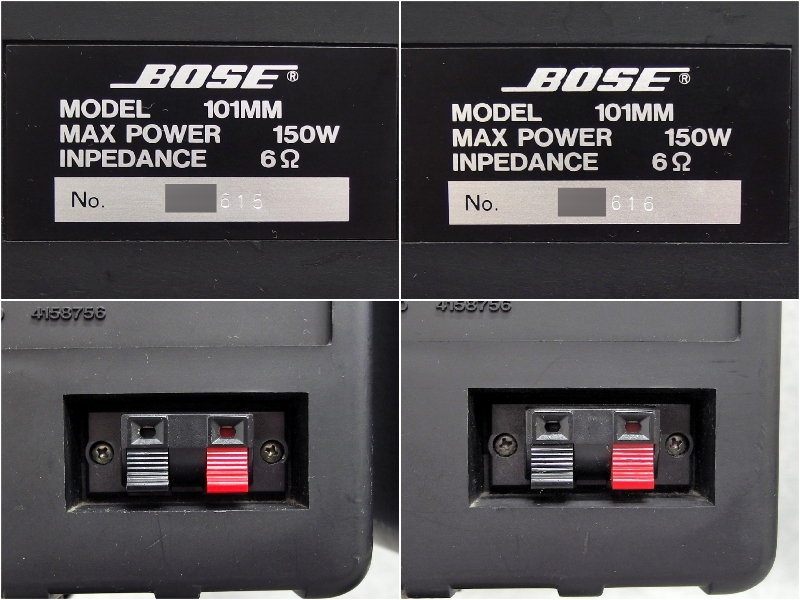 BOSE®
MODEL 101MM
MAX POWER 150W
INPEDANCE 6Ω
No. 615
BOSE®
MODEL 101MM
MAX POWER 150W
INPEDANCE 6Ω
No. 616
4158756
4158756